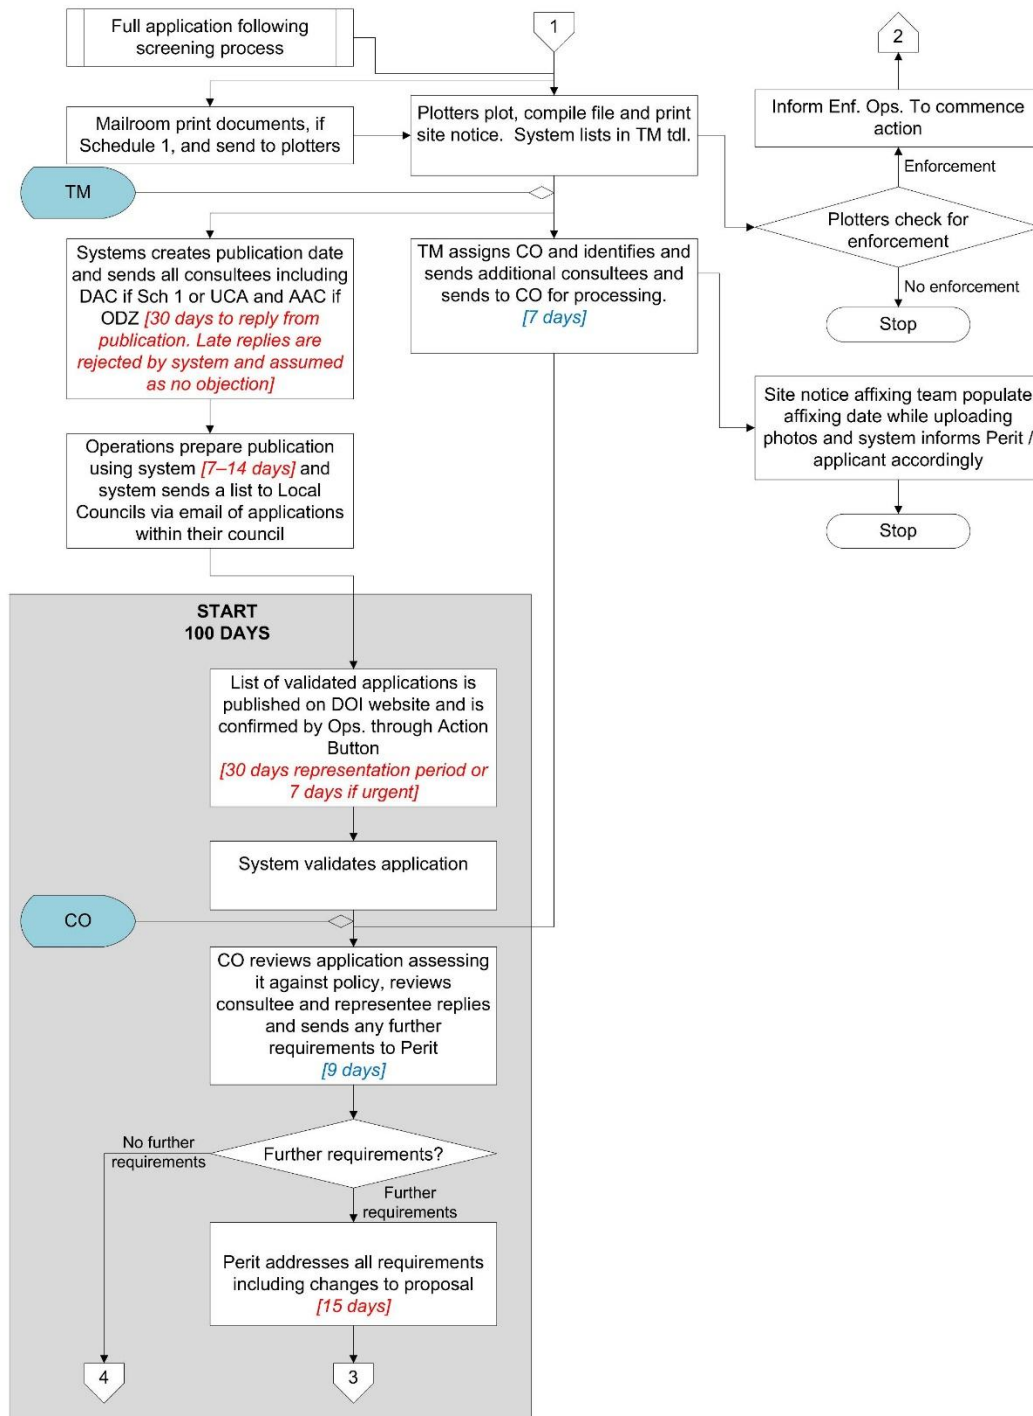 Full application following
screening process
1
2
Mailroom print documents, if
Schedule 1, and send to plotters
Plotters plot, compile file and print
site notice.  System lists in TM tdl.
Inform Enf. Ops. To commence
action
Enforcement
TM
Plotters check for
enforcement
No enforcement
Stop
Systems creates publication date
and sends all consultees including
DAC if Sch 1 or UCA and AAC if
ODZ [30 days to reply from
publication. Late replies are
rejected by system and assumed
as no objection]
TM assigns CO and identifies and
sends additional consultees and
sends to CO for processing.
[7 days]
Site notice affixing team populate
affixing date while uploading
photos and system informs Perit /
applicant accordingly
Stop
Operations prepare publication
using system [7–14 days] and
system sends a list to Local
Councils via email of applications
within their council
START
100 DAYS
List of validated applications is
published on DOI website and is
confirmed by Ops. through Action
Button
[30 days representation period or
7 days if urgent]
System validates application
CO
CO reviews application assessing
it against policy, reviews
consultee and representee replies
and sends any further
requirements to Perit
[9 days]
No further
requirements
Further requirements?
Further
requirements
Perit addresses all requirements
including changes to proposal
[15 days]
4
3